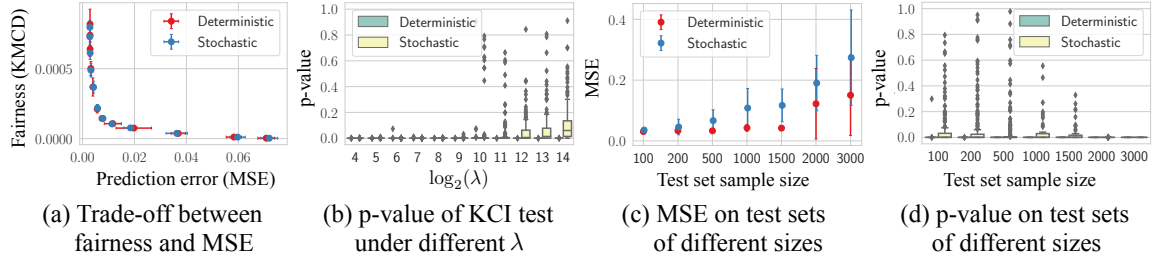 Deterministic
Stochastic
Fairness (KMCD)
0.0005
0.0000
0.00 0.02 0.04 0.06
Prediction error (MSE)
(a) Trade-off between
fairness and MSE
Deterministic
Stochastic
p-value
1.0
0.8
0.6
0.4
0.2
0.0
4 5 6 7 8 9 10 11 12 13 14
log₂(λ)
(b) p-value of KCI test
under different λ
Deterministic
Stochastic
MSE
0.4
0.2
0.0
100 200 500 1000 1500 2000 3000
Test set sample size
(c) MSE on test sets
of different sizes
Deterministic
Stochastic
p-value
1.0
0.8
0.6
0.4
0.2
0.0
100 200 500 1000 1500 2000 3000
Test set sample size
(d) p-value on test sets
of different sizes